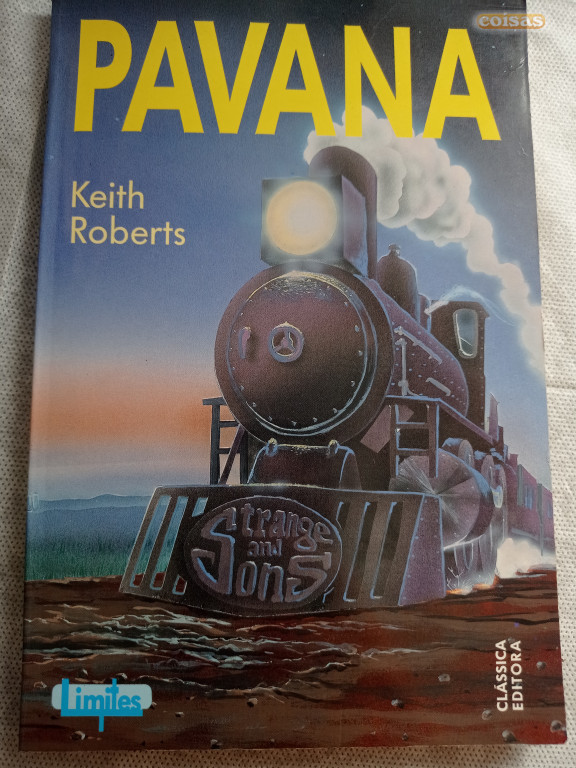 coisas
PAVANA
Keith
Roberts
Strange
and
Sons
Limites
CLÁSSICA
EDITORA